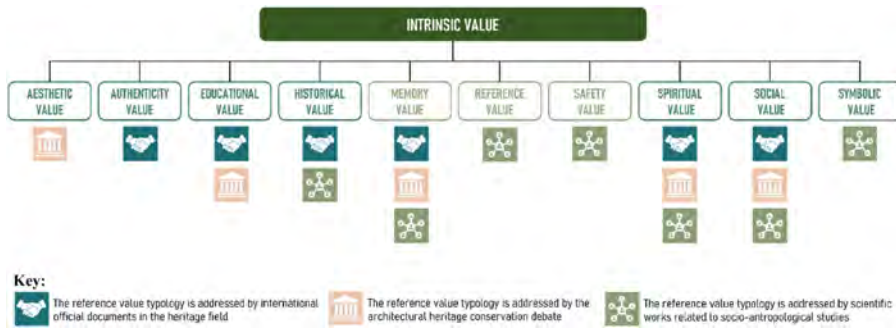 INTRINSIC VALUE
AESTHETIC VALUE
AUTHENTICITY VALUE
EDUCATIONAL VALUE
HISTORICAL VALUE
MEMORY VALUE
REFERENCE VALUE
SAFETY VALUE
SPIRITUAL VALUE
SOCIAL VALUE
SYMBOLIC VALUE
Key:
The reference value typology is addressed by international
official documents in the heritage field
The reference value typology is addressed by the
architectural heritage conservation debate
The reference value typology is addressed by scientific
works related to socio-antropological studies